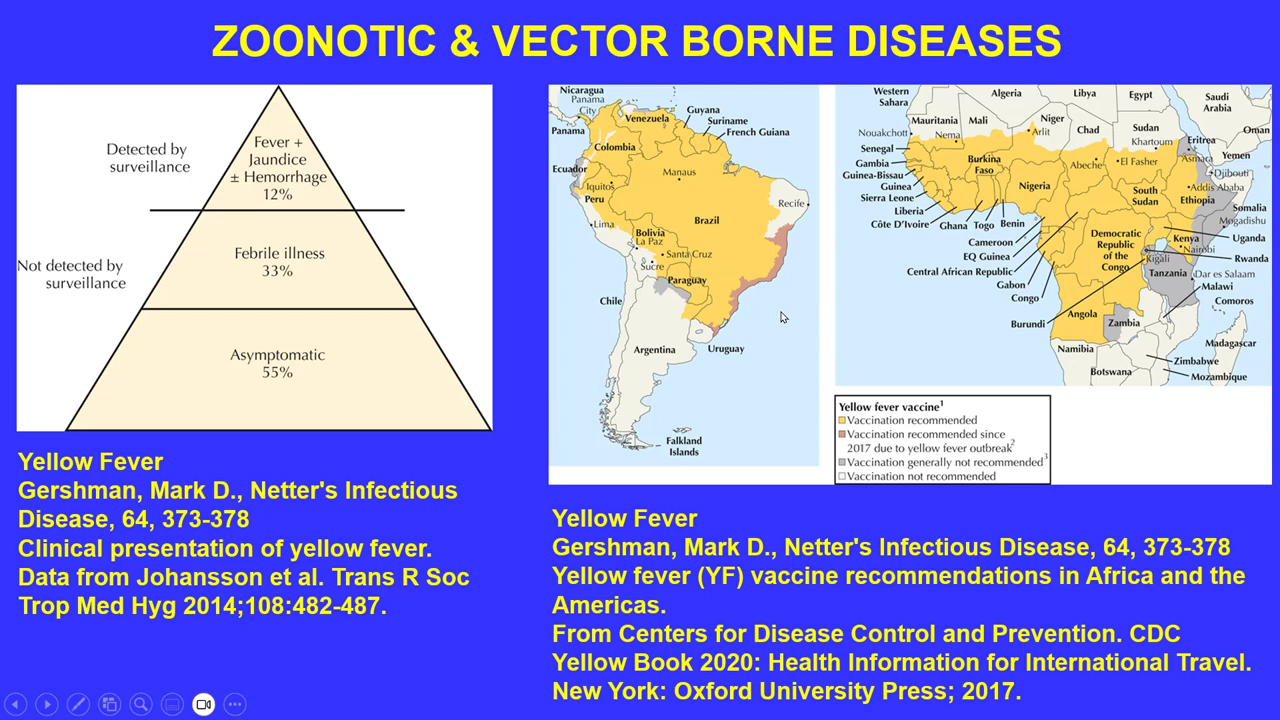 ZOONOTIC & VECTOR BORNE DISEASES
Detected by
surveillance
Fever +
Jaundice
± Hemorrhage
12%
Not detected by
surveillance
Febrile illness
33%
Asymptomatic
55%
Yellow Fever
Gershman, Mark D., Netter's Infectious
Disease, 64, 373-378
Clinical presentation of yellow fever.
Data from Johansson et al. Trans R Soc
Trop Med Hyg 2014;108:482-487.
Nicaragua
Panama
City
Panama
Venezuela
Guyana
Suriname
French Guiana
Colombia
Ecuador
Iquitos
Manaus
Peru
Recife
Brazil
Lima
Bolivia
La Paz
Santa Cruz
Sucre
Paraguay
Chile
Argentina
Uruguay
Falkland
Islands
Western
Sahara
Algeria
Libya
Egypt
Saudi
Arabia
Mauritania
Mali
Niger
Oman
Nouakchott
Nema
Arlit
Chad
Sudan
Khartoum
Eritrea
Senegal
Asmara
Yemen
Gambia
Burkina
Faso
Abeche
El Fasher
Djibouti
Guinea-Bissau
Guinea
Nigeria
South
Sudan
Addis Ababa
Ethiopia
Sierra Leone
Liberia
Somalia
Côte D'Ivoire
Ghana
Togo
Benin
Mogadishu
Cameroon
Democratic
Republic
of the
Congo
Kenya
Nairobi
Uganda
EQ Guinea
Kigali
Rwanda
Central African Republic
Tanzania
Dar es Salaam
Gabon
Malawi
Congo
Comoros
Burundi
Angola
Zambia
Madagascar
Namibia
Zimbabwe
Botswana
Mozambique
Yellow fever vaccine1
Vaccination recommended
Vaccination recommended since
2017 due to yellow fever outbreak2
Vaccination generally not recommended3
Vaccination not recommended
Yellow Fever
Gershman, Mark D., Netter's Infectious Disease, 64, 373-378
Yellow fever (YF) vaccine recommendations in Africa and the
Americas.
From Centers for Disease Control and Prevention. CDC
Yellow Book 2020: Health Information for International Travel.
New York: Oxford University Press; 2017.